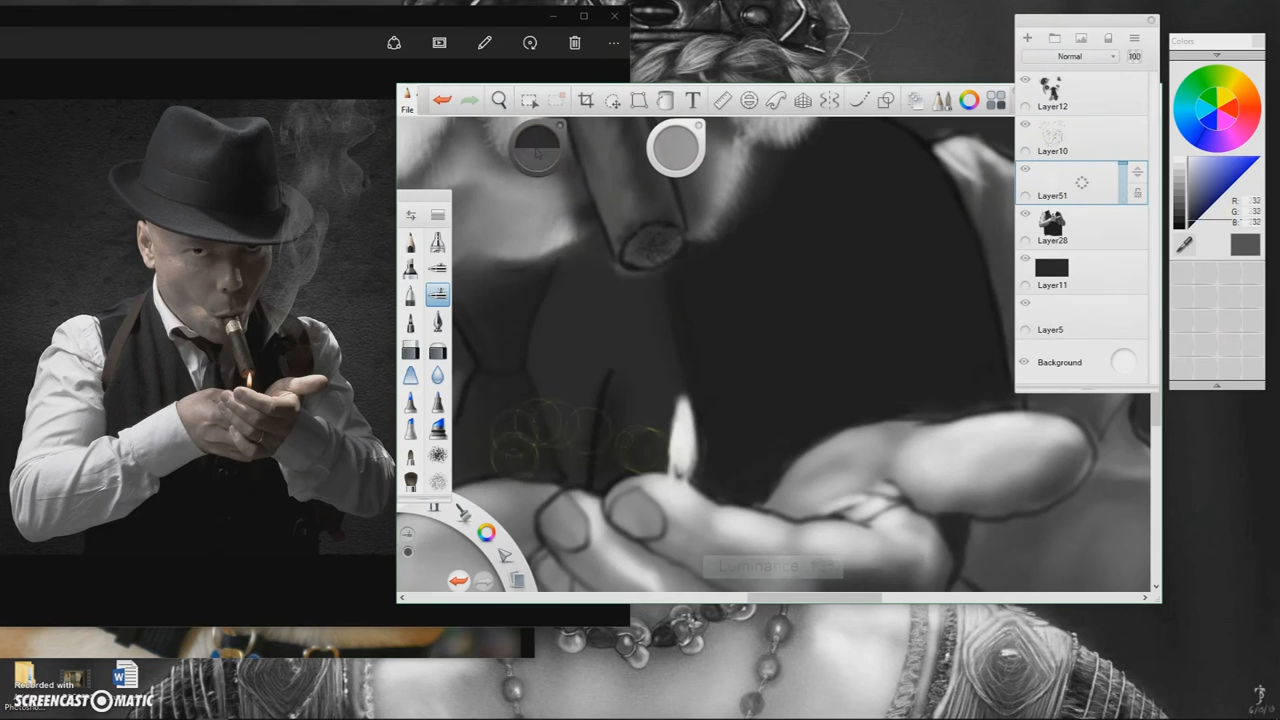 File
Normal
100
Layer12
Layer10
Layer51
Layer28
Layer11
Layer5
Background
Colors
R: 32
G: 32
B: 32
Luminance
Recorded with
SCREENCAST MATIC
Photosho...